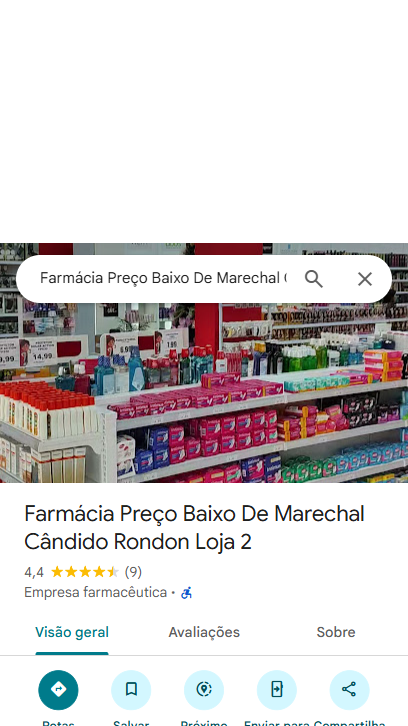 Farmácia Preço Baixo De Marechal
14,99
Farmácia Preço Baixo De Marechal
Cândido Rondon Loja 2
4,4 (9)
Empresa farmacêutica ·
Visão geral Avaliações Sobre
Rotas Salvar Próximo Enviar para Compartilha